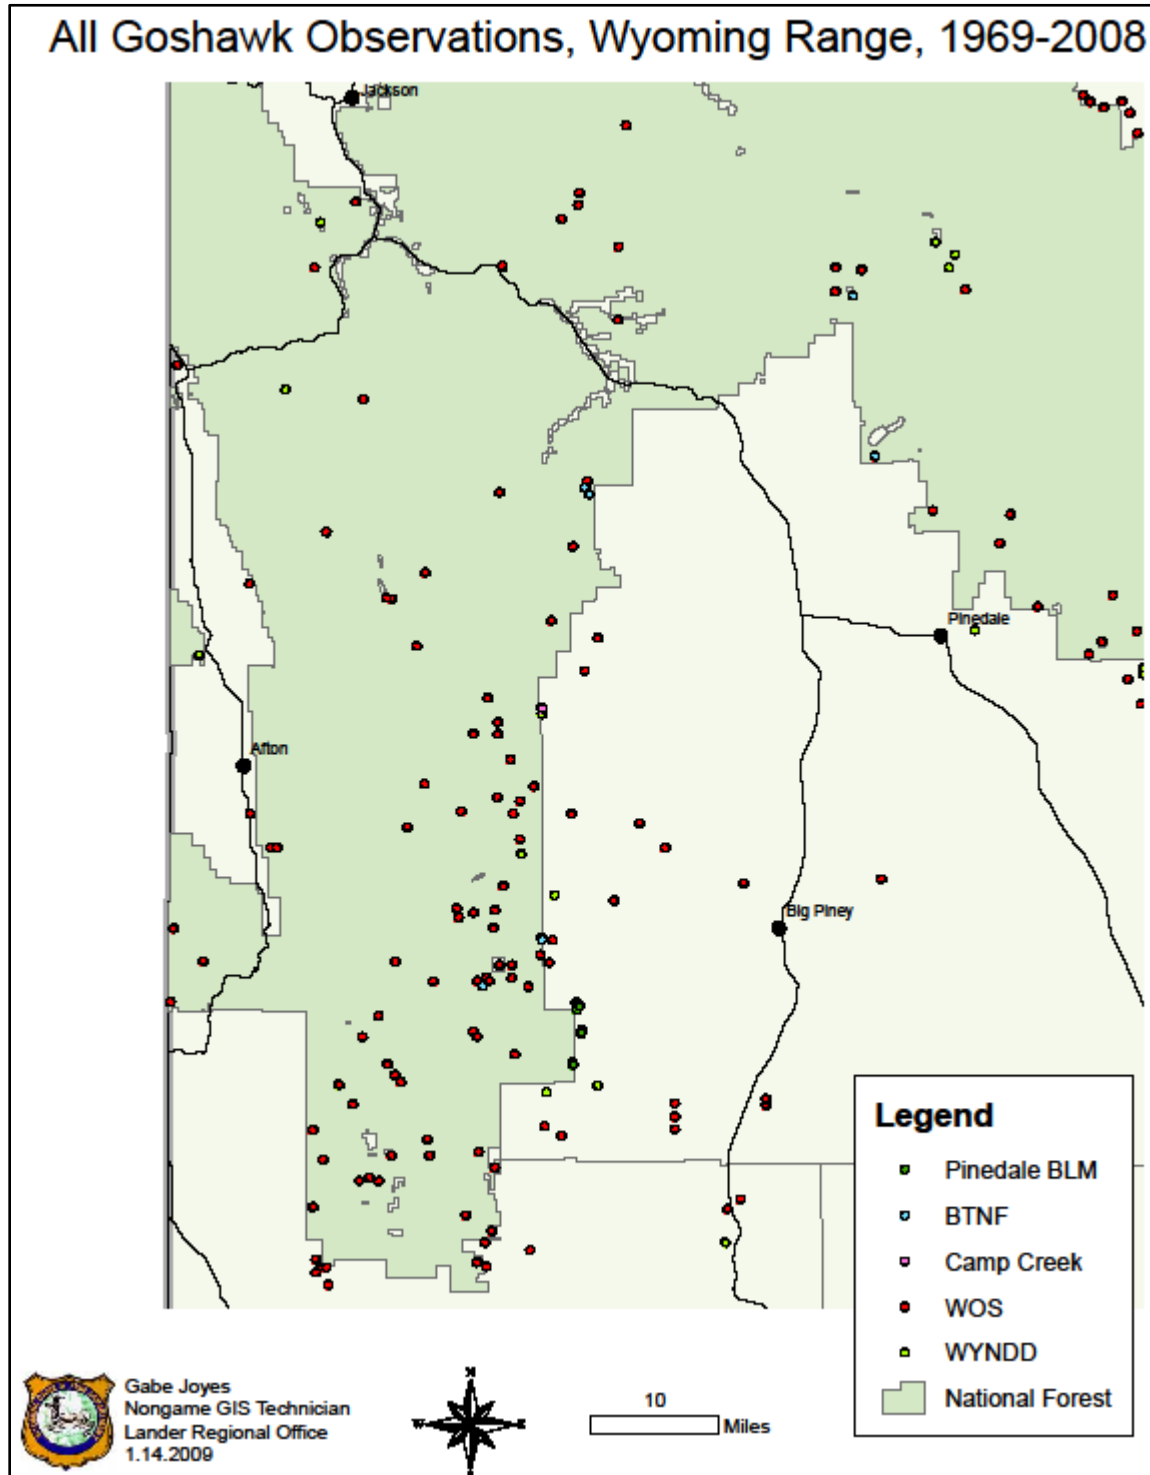 All Goshawk Observations, Wyoming Range, 1969-2008
Jackson
Pinedale
Afton
Big Piney
Legend
Pinedale BLM
BTNF
Camp Creek
WOS
WYNDD
National Forest
Gabe Joyes
Nongame GIS Technician
Lander Regional Office
1.14.2009
N
W
E
S
10
Miles